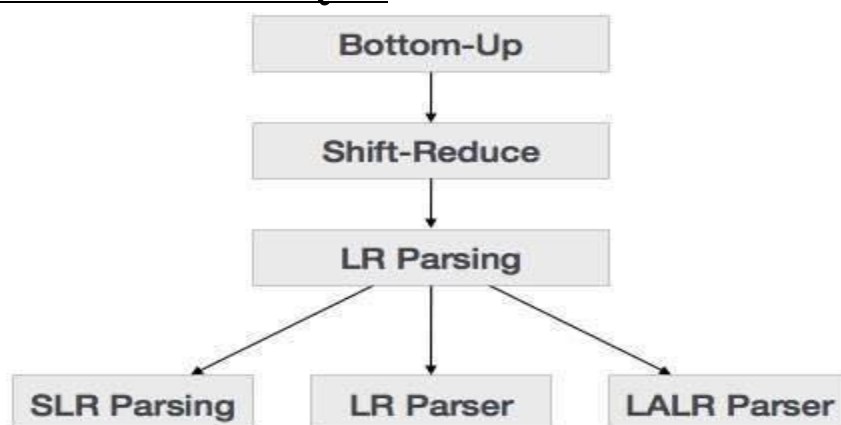 Bottom-Up
Shift-Reduce
LR Parsing
SLR Parsing LR Parser LALR Parser